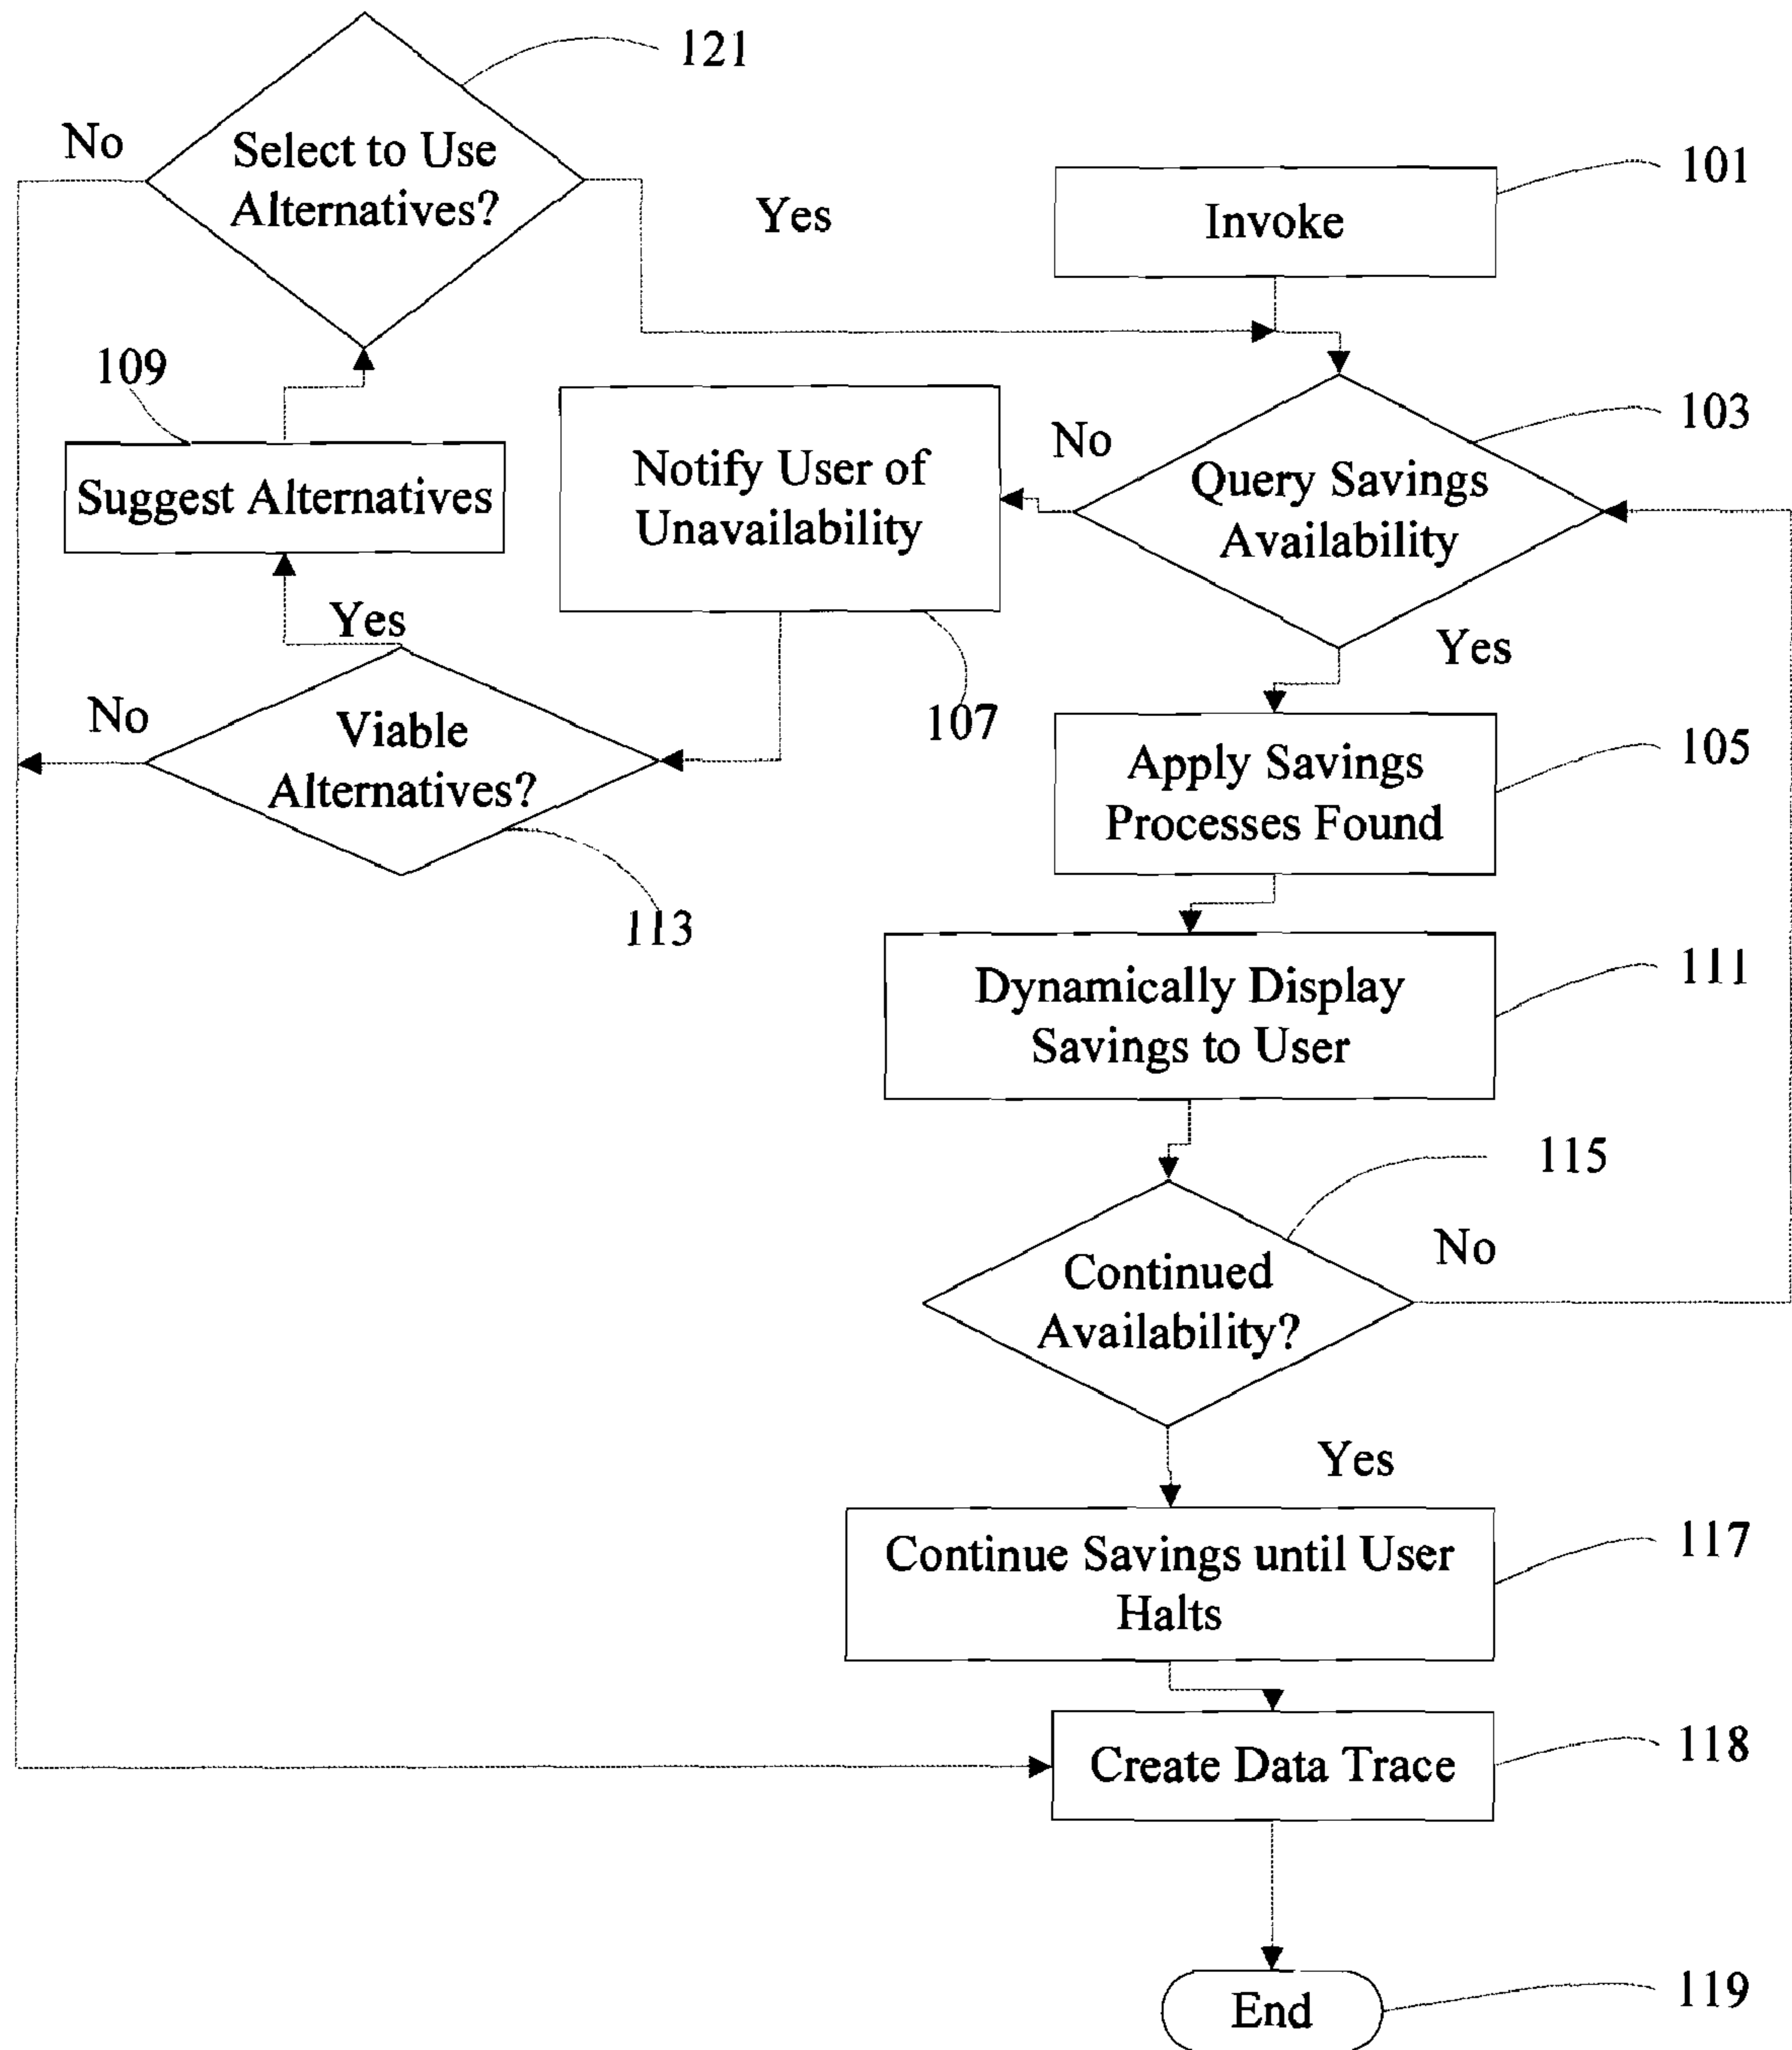 121
No
Select to Use
Alternatives?
Yes
101
Invoke
109
Suggest Alternatives
Notify User of
Unavailability
No
103
Query Savings
Availability
Yes
No
Viable
Alternatives?
107
Yes
113
105
Apply Savings
Processes Found
111
Dynamically Display
Savings to User
115
Continued
Availability?
No
Yes
117
Continue Savings until User
Halts
118
Create Data Trace
119
End